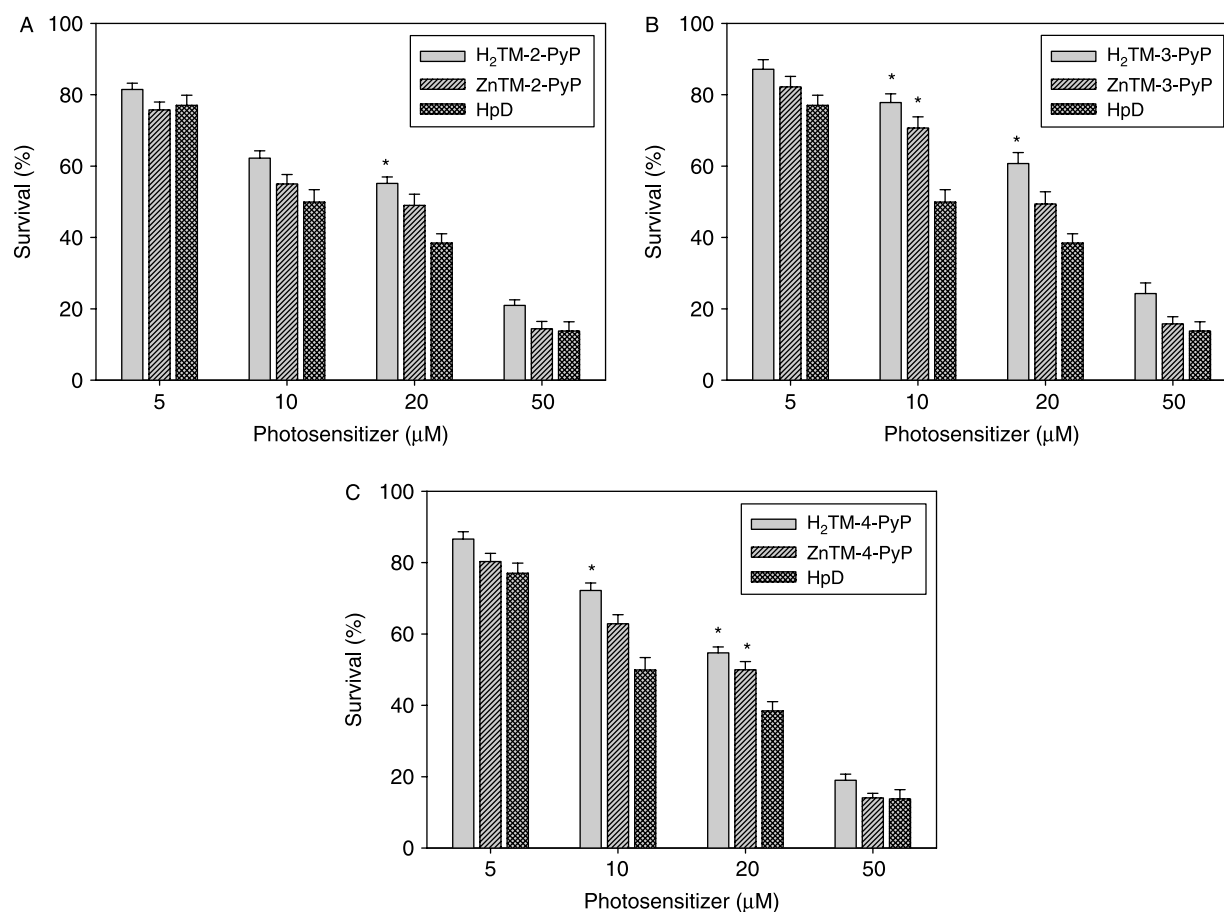 A
100
80
60
40
20
0
Survival (%)
H₂TM-2-PyP
ZnTM-2-PyP
HpD
*
5 10 20 50
Photosensitizer (μM)
B
100
80
60
40
20
0
Survival (%)
H₂TM-3-PyP
ZnTM-3-PyP
HpD
* * *
5 10 20 50
Photosensitizer (μM)
C
100
80
60
40
20
0
Survival (%)
H₂TM-4-PyP
ZnTM-4-PyP
HpD
* * *
5 10 20 50
Photosensitizer (μM)